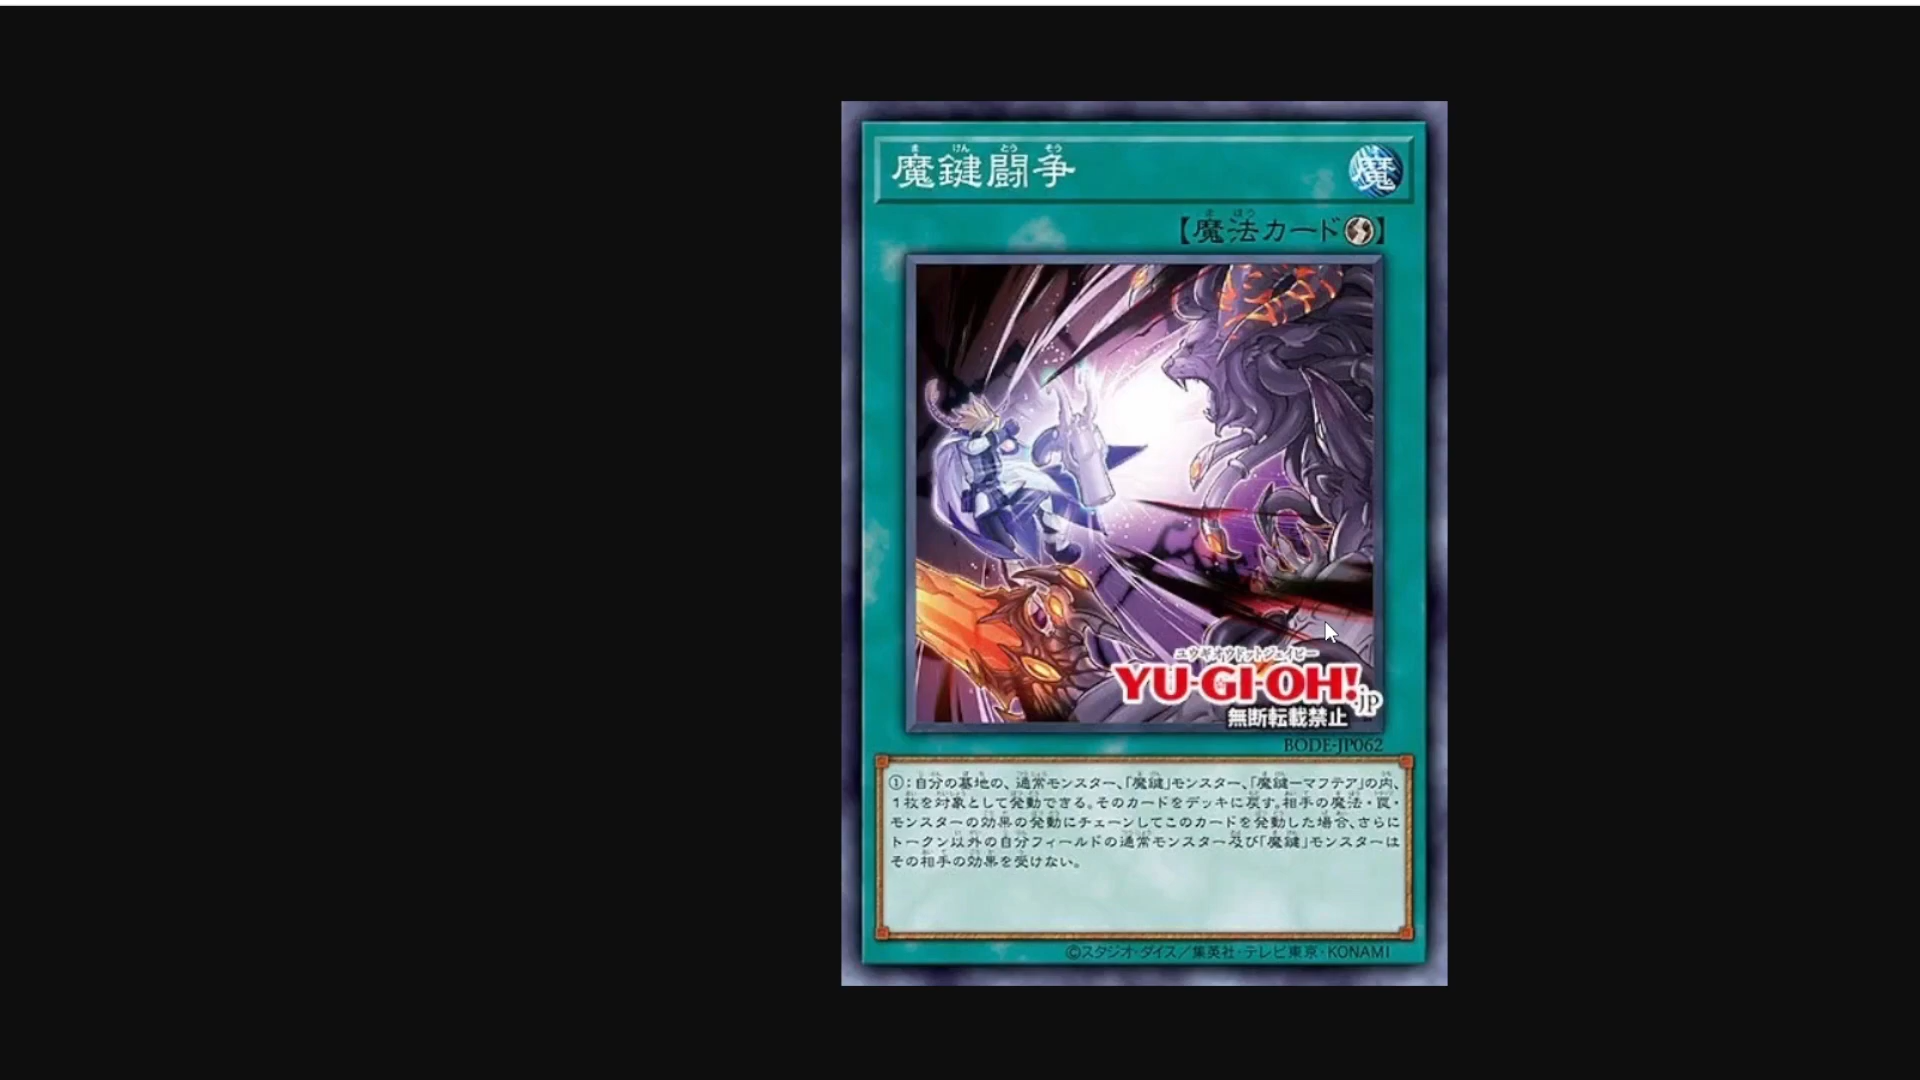 魔鍵闘争
魔
【魔法カード】
ユウギオウドットジェイピー
YU-GI-OH!.jp
無断転載禁止
BODE-JP062
①:自分の墓地の、通常モンスター、「魔鍵」モンスター、「魔鍵-マフテア」の内、
1枚を対象として発動できる。そのカードをデッキに戻す。相手の魔法・罠・
モンスターの効果の発動にチェーンしてこのカードを発動した場合、さらに
トークン以外の自分フィールドの通常モンスター及び「魔鍵」モンスターは
その相手の効果を受けない。
©スタジオ・ダイス/集英社・テレビ東京・KONAMI